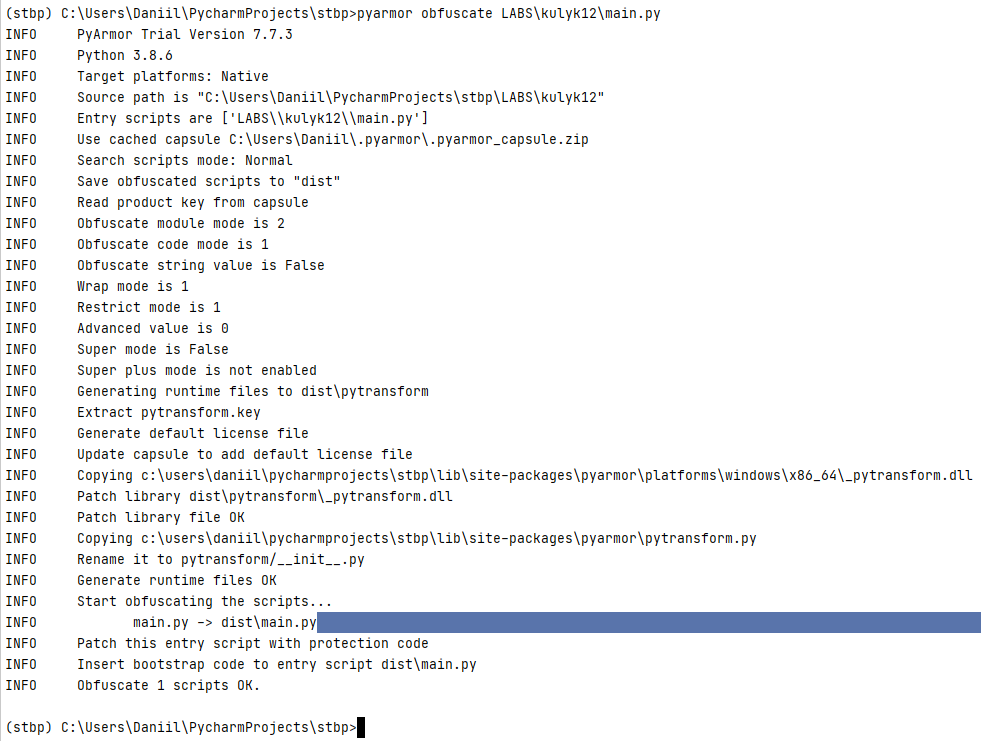 (stbp) C:\Users\Daniil\PycharmProjects\stbp>pyarmor obfuscate LABS\kulyk12\main.py
INFO     PyArmor Trial Version 7.7.3
INFO     Python 3.8.6
INFO     Target platforms: Native
INFO     Source path is "C:\Users\Daniil\PycharmProjects\stbp\LABS\kulyk12"
INFO     Entry scripts are ['LABS\\kulyk12\\main.py']
INFO     Use cached capsule C:\Users\Daniil\.pyarmor\.pyarmor_capsule.zip
INFO     Search scripts mode: Normal
INFO     Save obfuscated scripts to "dist"
INFO     Read product key from capsule
INFO     Obfuscate module mode is 2
INFO     Obfuscate code mode is 1
INFO     Obfuscate string value is False
INFO     Wrap mode is 1
INFO     Restrict mode is 1
INFO     Advanced value is 0
INFO     Super mode is False
INFO     Super plus mode is not enabled
INFO     Generating runtime files to dist\pytransform
INFO     Extract pytransform.key
INFO     Generate default license file
INFO     Update capsule to add default license file
INFO     Copying c:\users\daniil\pycharmprojects\stbp\lib\site-packages\pyarmor\platforms\windows\x86_64\_pytransform.dll
INFO     Patch library dist\pytransform\_pytransform.dll
INFO     Patch library file OK
INFO     Copying c:\users\daniil\pycharmprojects\stbp\lib\site-packages\pyarmor\pytransform.py
INFO     Rename it to pytransform/__init__.py
INFO     Generate runtime files OK
INFO     Start obfuscating the scripts...
INFO            main.py -> dist\main.py
INFO     Patch this entry script with protection code
INFO     Insert bootstrap code to entry script dist\main.py
INFO     Obfuscate 1 scripts OK.
(stbp) C:\Users\Daniil\PycharmProjects\stbp>